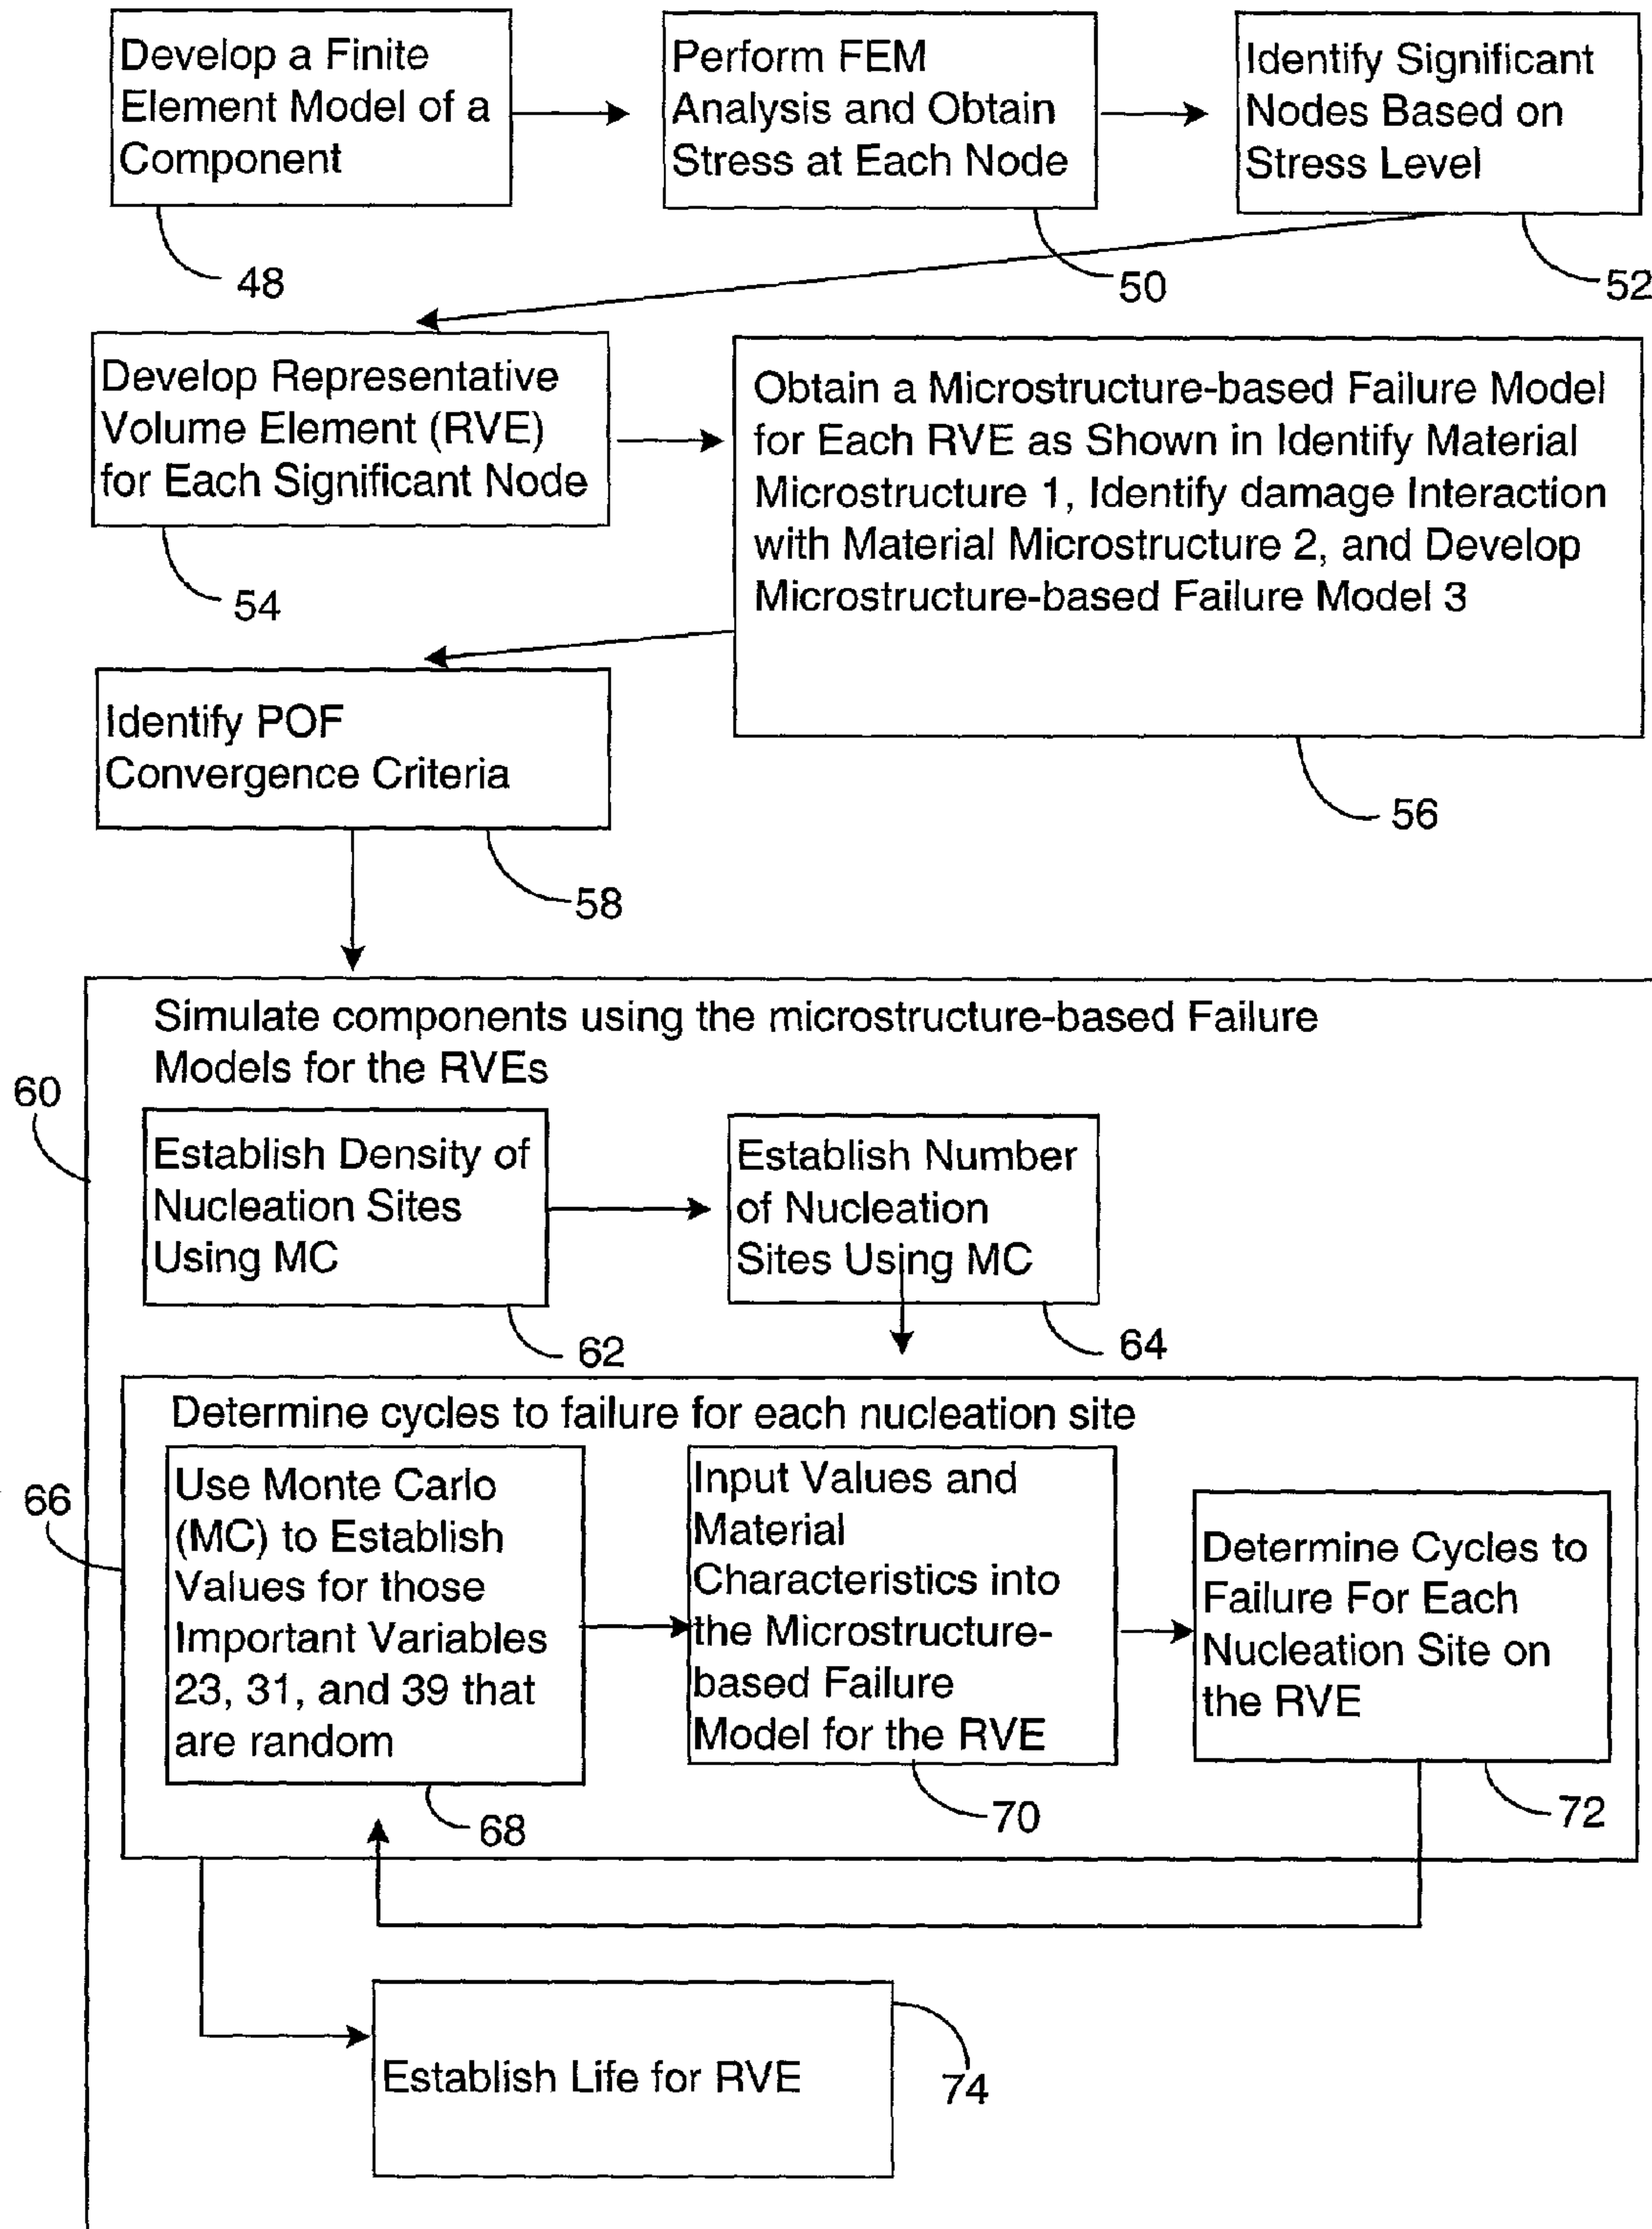 Develop a Finite
Element Model of a
Component
48
Perform FEM
Analysis and Obtain
Stress at Each Node
50
Identify Significant
Nodes Based on
Stress Level
52
Develop Representative
Volume Element (RVE)
for Each Significant Node
54
Obtain a Microstructure-based Failure Model
for Each RVE as Shown in Identify Material
Microstructure 1, Identify damage Interaction
with Material Microstructure 2, and Develop
Microstructure-based Failure Model 3
56
Identify POF
Convergence Criteria
58
60
Simulate components using the microstructure-based Failure
Models for the RVEs
Establish Density of
Nucleation Sites
Using MC
62
Establish Number
of Nucleation
Sites Using MC
64
66
Determine cycles to failure for each nucleation site
Use Monte Carlo
(MC) to Establish
Values for those
Important Variables
23, 31, and 39 that
are random
68
Input Values and
Material
Characteristics into
the Microstructure-
based Failure
Model for the RVE
70
Determine Cycles to
Failure For Each
Nucleation Site on
the RVE
72
Establish Life for RVE
74